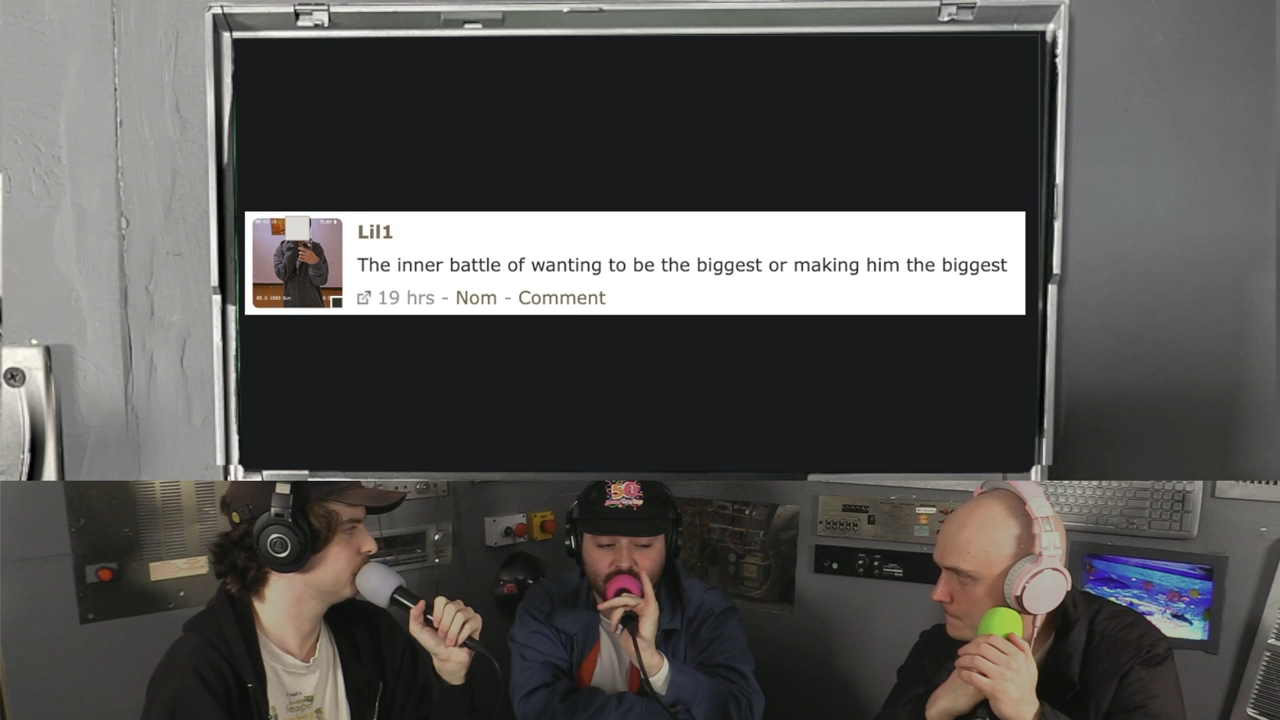 Lil1
The inner battle of wanting to be the biggest or making him the biggest
19 hrs - Nom - Comment
50